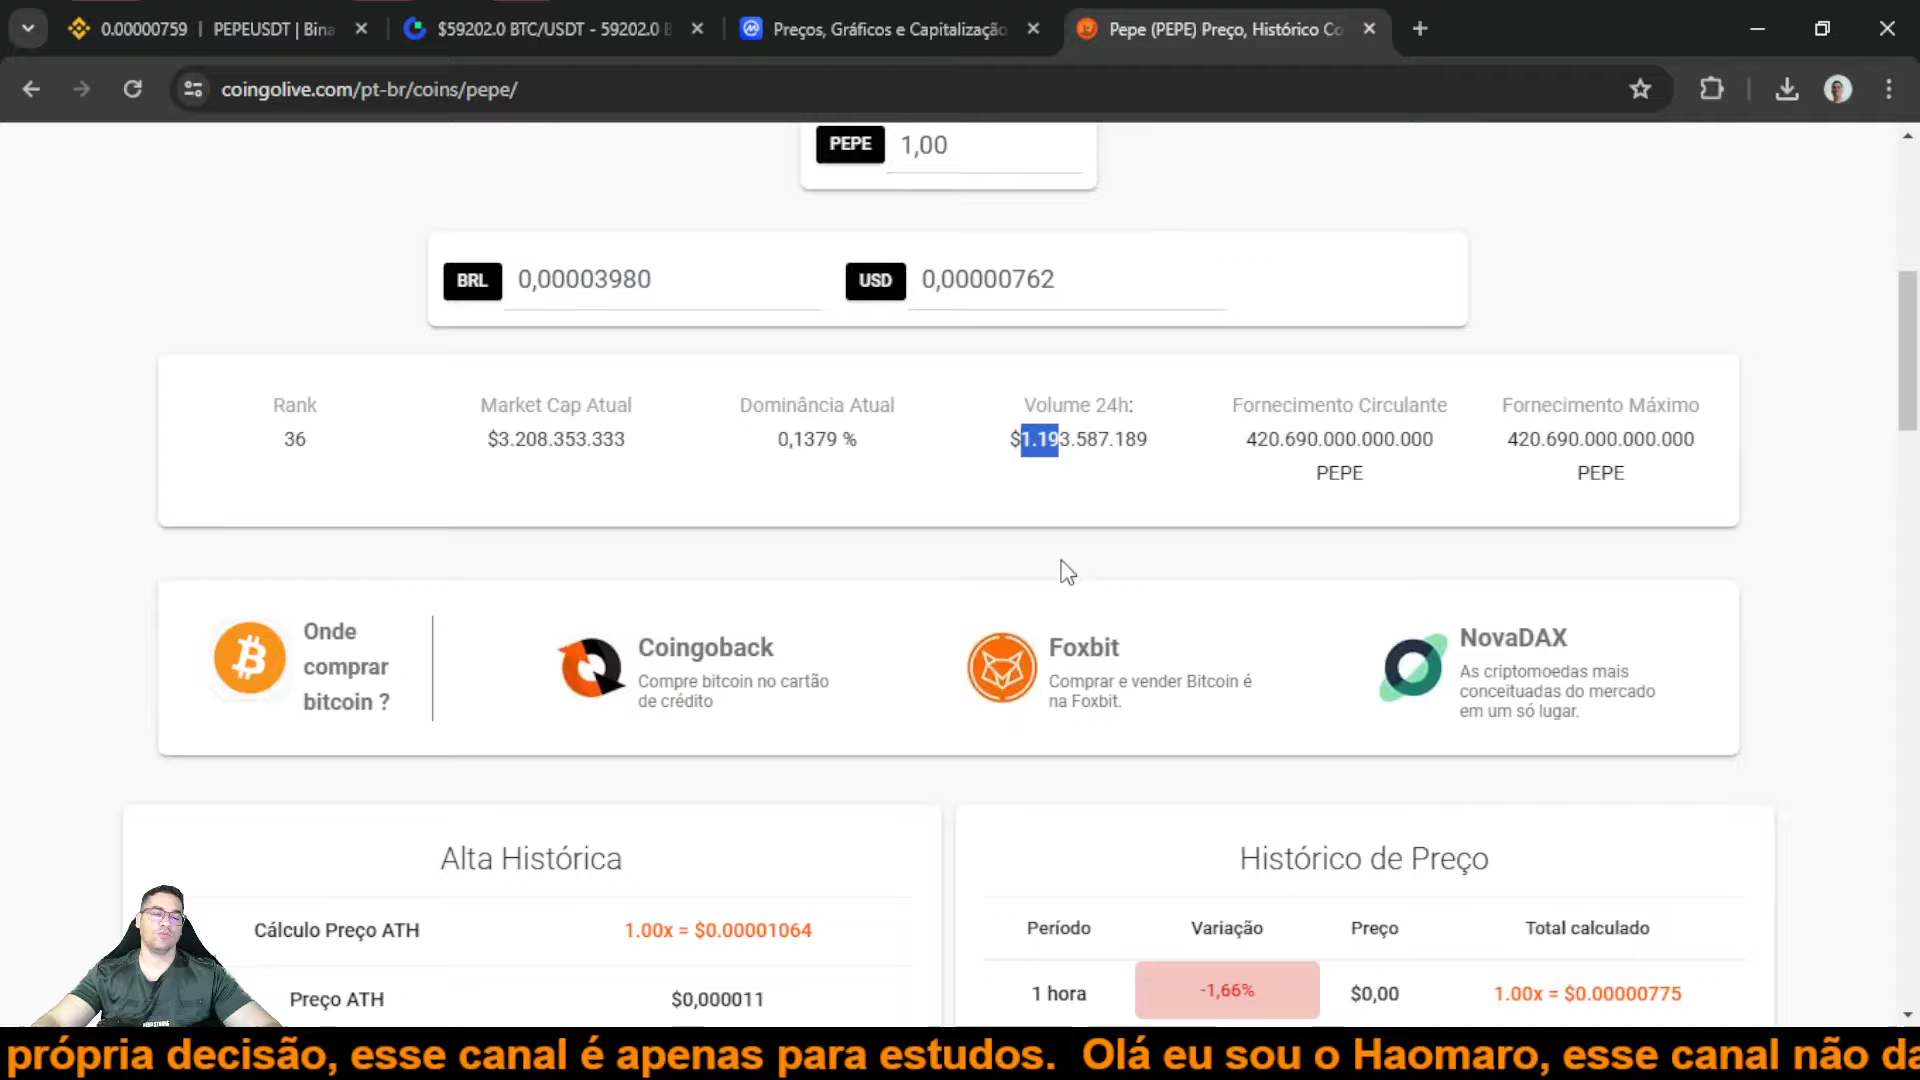 0.00000759 | PEPEUSDT | Bina
$59202.0 BTC/USDT - 59202.0 B
Preços, Gráficos e Capitalização
Pepe (PEPE) Preço, Histórico Co
coingolive.com/pt-br/coins/pepe/
PEPE 1,00
BRL 0,00003980 USD 0,00000762
Rank Market Cap Atual Dominância Atual Volume 24h: Fornecimento Circulante Fornecimento Máximo
36 $3.208.353.333 0,1379 % $1.193.587.189 420.690.000.000.000 420.690.000.000.000
PEPE PEPE
Onde
comprar
bitcoin ?
Coingoback
Compre bitcoin no cartão
de crédito
Foxbit
Comprar e vender Bitcoin é
na Foxbit.
NovaDAX
As criptomoedas mais
conceituadas do mercado
em um só lugar.
Alta Histórica
Cálculo Preço ATH 1.00x = $0.00001064
Preço ATH $0,000011
Histórico de Preço
Período Variação Preço Total calculado
1 hora -1,66% $0,00 1.00x = $0.00000775
própria decisão, esse canal é apenas para estudos. Olá eu sou o Haomaro, esse canal não da